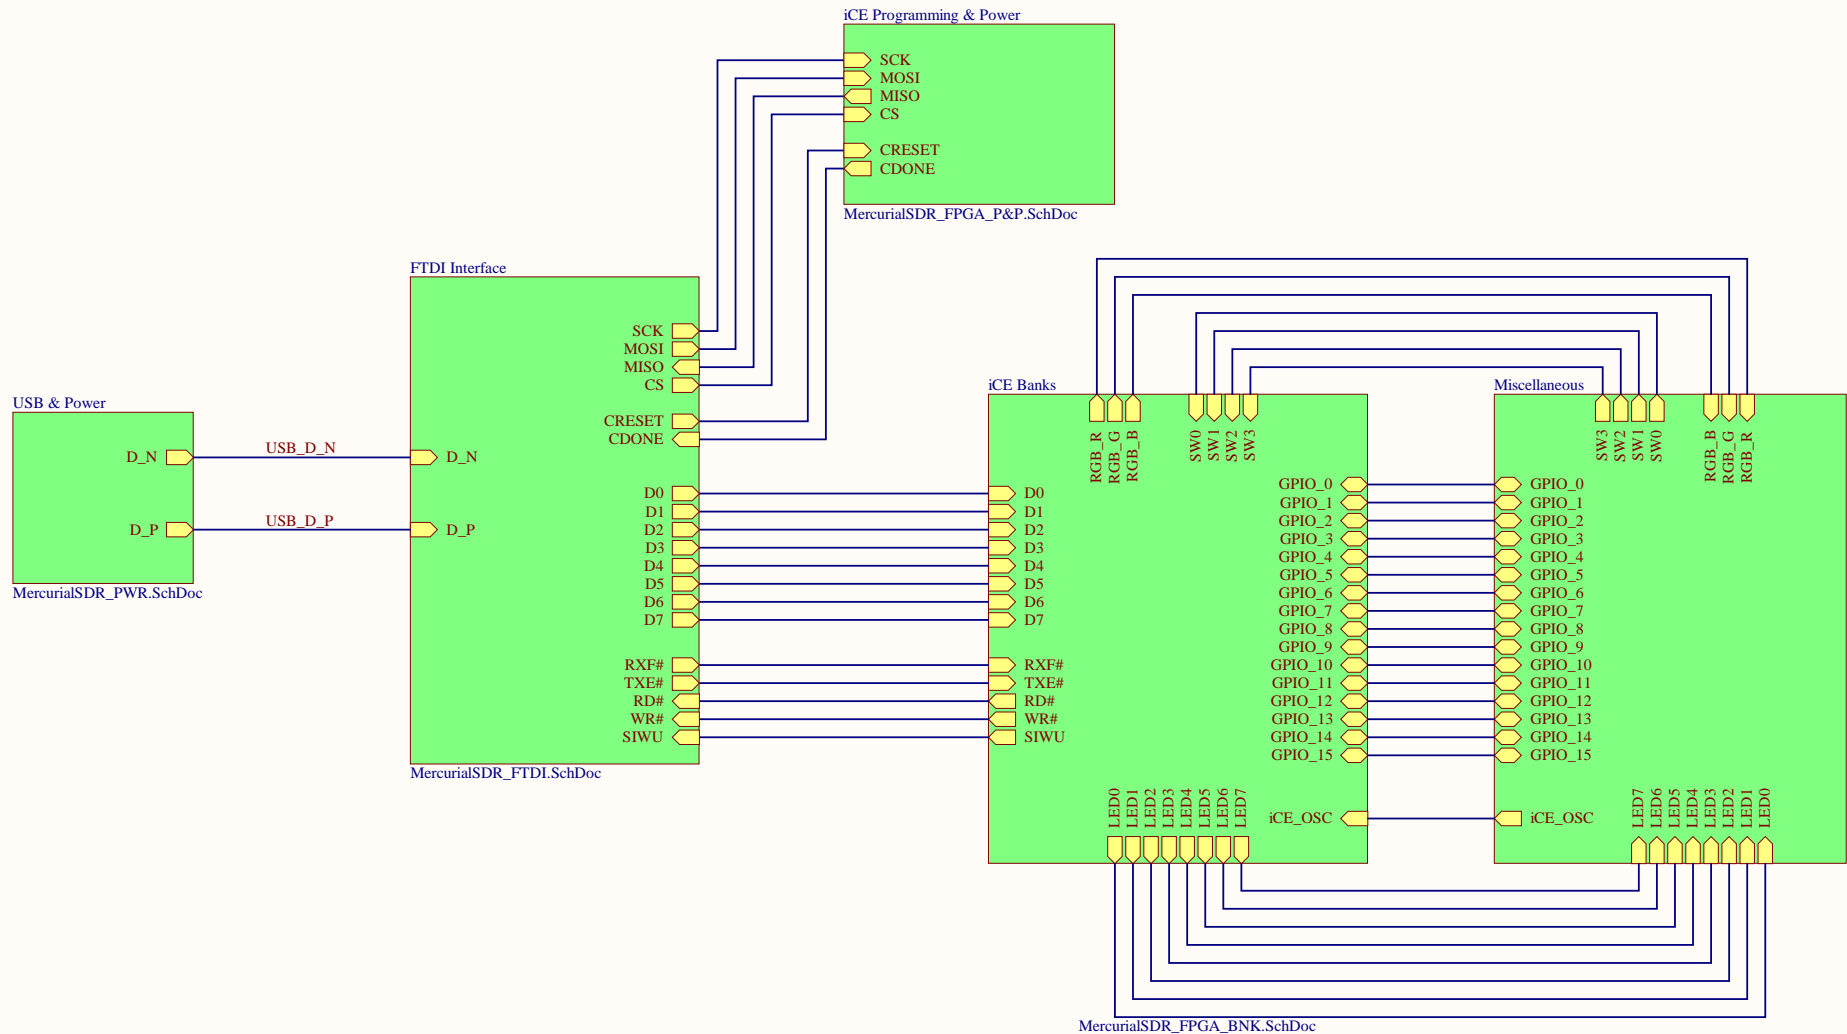 iCE Programming & Power
SCK
MOSI
MISO
CS
CRESET
CDONE
MercurialSDR_FPGA_P&P.SchDoc
FTDI Interface
SCK
MOSI
MISO
CS
CRESET
CDONE
D_N
D_P
D0
D1
D2
D3
D4
D5
D6
D7
RXF#
TXE#
RD#
WR#
SIWU
MercurialSDR_FTDI.SchDoc
USB & Power
D_N
D_P
MercurialSDR_PWR.SchDoc
USB_D_N
USB_D_P
iCE Banks
RGB_R
RGB_G
RGB_B
SW0
SW1
SW2
SW3
D0
D1
D2
D3
D4
D5
D6
D7
RXF#
TXE#
RD#
WR#
SIWU
GPIO_0
GPIO_1
GPIO_2
GPIO_3
GPIO_4
GPIO_5
GPIO_6
GPIO_7
GPIO_8
GPIO_9
GPIO_10
GPIO_11
GPIO_12
GPIO_13
GPIO_14
GPIO_15
iCE_OSC
LED0
LED1
LED2
LED3
LED4
LED5
LED6
LED7
MercurialSDR_FPGA_BNK.SchDoc
Miscellaneous
SW3
SW2
SW1
SW0
RGB_B
RGB_G
RGB_R
GPIO_0
GPIO_1
GPIO_2
GPIO_3
GPIO_4
GPIO_5
GPIO_6
GPIO_7
GPIO_8
GPIO_9
GPIO_10
GPIO_11
GPIO_12
GPIO_13
GPIO_14
GPIO_15
iCE_OSC
LED7
LED6
LED5
LED4
LED3
LED2
LED1
LED0